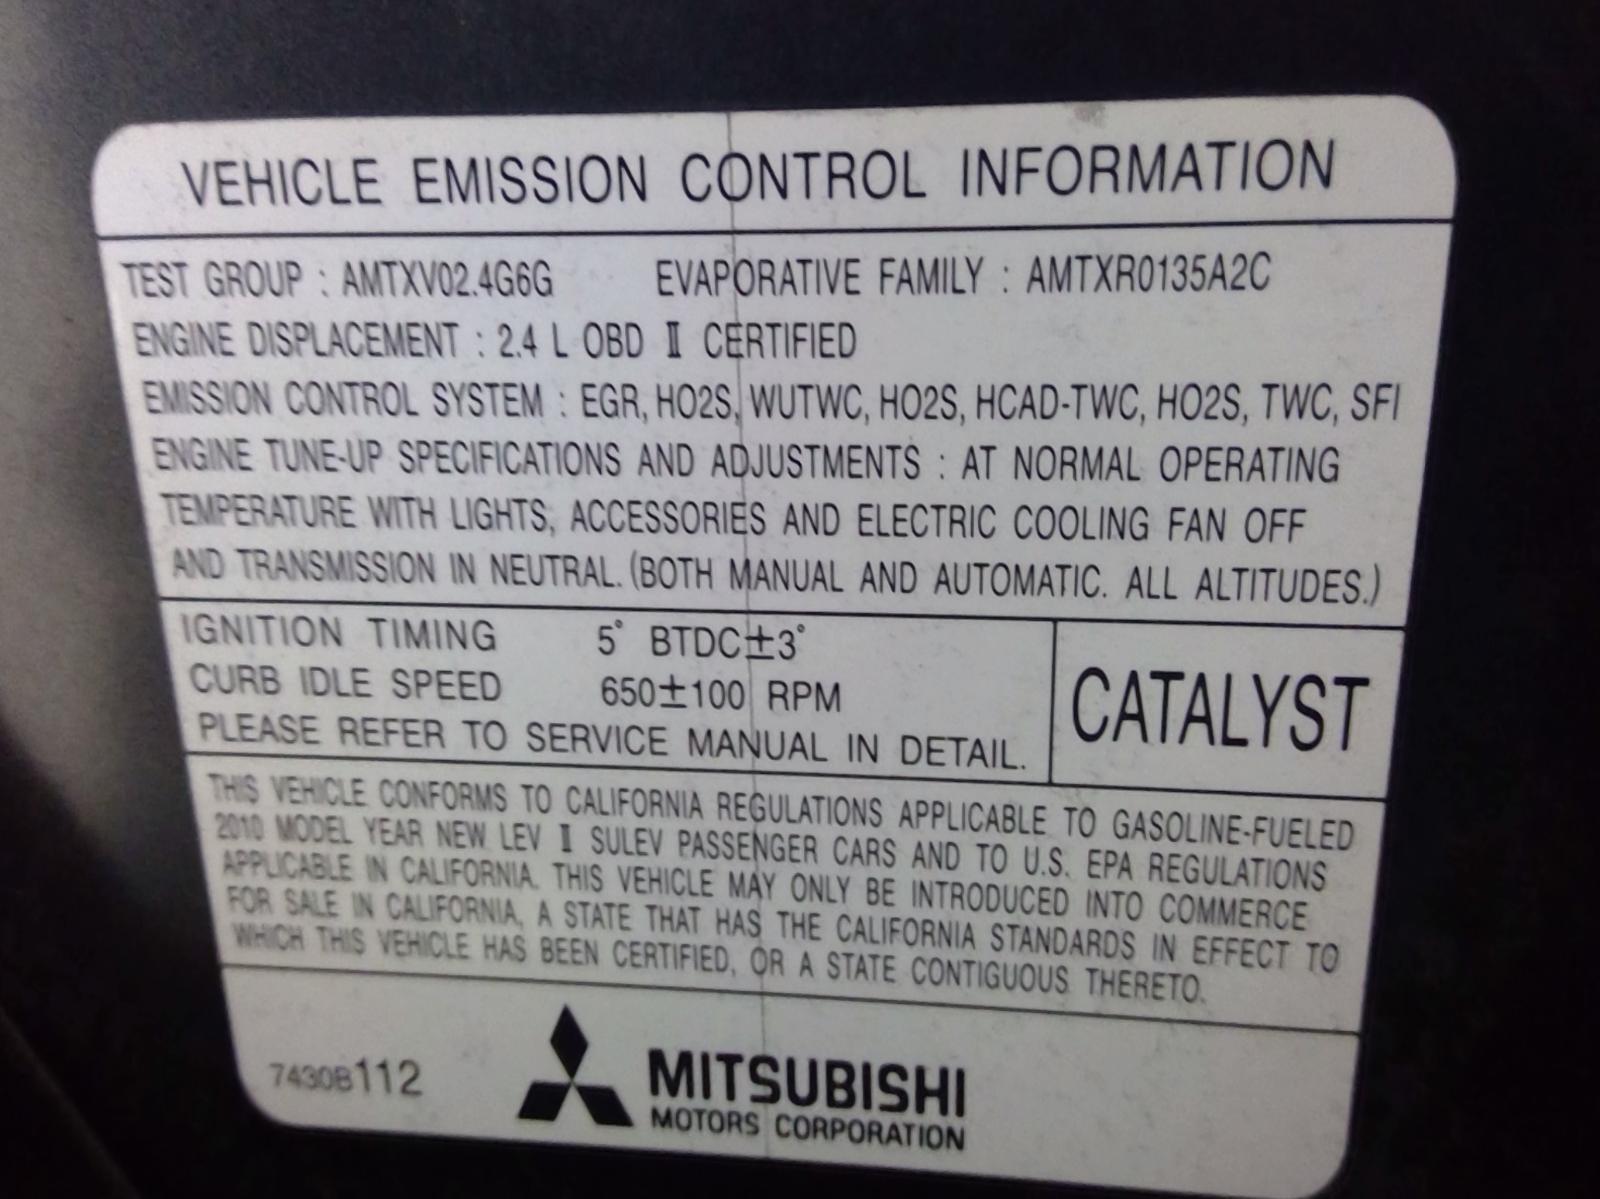 VEHICLE EMISSION CONTROL INFORMATION
TEST GROUP : AMTXV02.4G6G EVAPORATIVE FAMILY : AMTXR0135A2C
ENGINE DISPLACEMENT : 2.4 L OBD Ⅱ CERTIFIED
EMISSION CONTROL SYSTEM : EGR, HO2S, WUTWC, HO2S, HCAD-TWC, HO2S, TWC, SFI
ENGINE TUNE-UP SPECIFICATIONS AND ADJUSTMENTS : AT NORMAL OPERATING
TEMPERATURE WITH LIGHTS, ACCESSORIES AND ELECTRIC COOLING FAN OFF
AND TRANSMISSION IN NEUTRAL. (BOTH MANUAL AND AUTOMATIC. ALL ALTITUDES.)
IGNITION TIMING 5° BTDC±3°
CURB IDLE SPEED 650±100 RPM
PLEASE REFER TO SERVICE MANUAL IN DETAIL.
CATALYST
THIS VEHICLE CONFORMS TO CALIFORNIA REGULATIONS APPLICABLE TO GASOLINE-FUELED
2010 MODEL YEAR NEW LEV Ⅱ SULEV PASSENGER CARS AND TO U.S. EPA REGULATIONS
APPLICABLE IN CALIFORNIA. THIS VEHICLE MAY ONLY BE INTRODUCED INTO COMMERCE
FOR SALE IN CALIFORNIA, A STATE THAT HAS THE CALIFORNIA STANDARDS IN EFFECT TO
WHICH THIS VEHICLE HAS BEEN CERTIFIED, OR A STATE CONTIGUOUS THERETO.
7430B112
MITSUBISHI
MOTORS CORPORATION